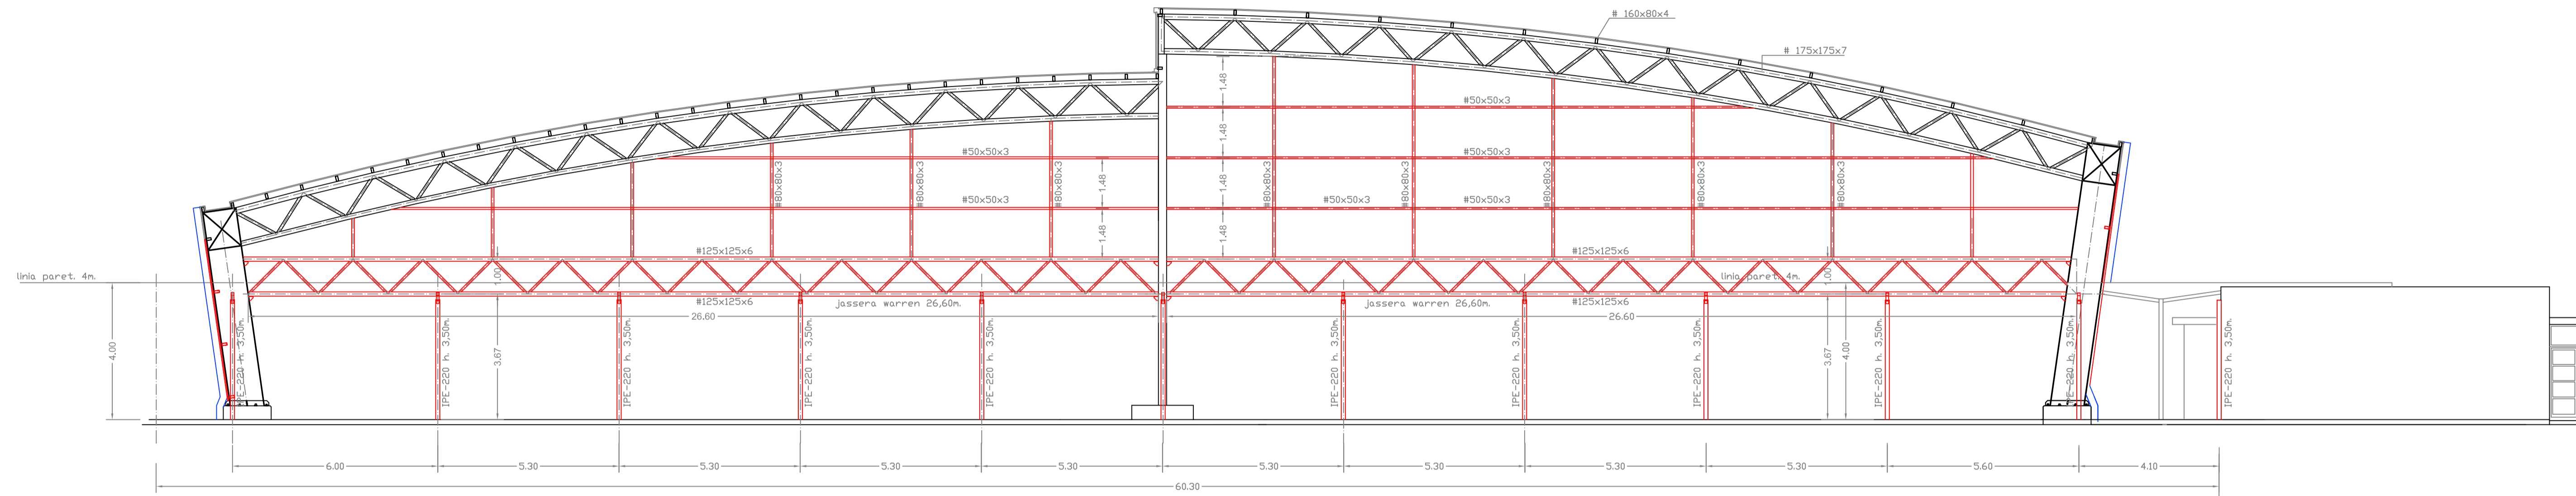 # 160x80x4
# 175x175x7
1.48
#50x50x3
1.48
#50x50x3
#50x50x3
#80x80x3
#80x80x3
#80x80x3
1.48
1.48
#80x80x3
#80x80x3
#80x80x3
#80x80x3
#80x80x3
#50x50x3
#50x50x3
#50x50x3
1.48
1.48
#125x125x6
#125x125x6
linia paret. 4m.
1.00
linia paret. 4m.
1.00
#125x125x6
jassera warren 26,60m.
jassera warren 26,60m.
#125x125x6
26.60
26.60
4.00
IPE-220 h. 3,50m.
IPE-220 h. 3,50m.
3.67
IPE-220 h. 3,50m.
IPE-220 h. 3,50m.
IPE-220 h. 3,50m.
IPE-220 h. 3,50m.
IPE-220 h. 3,50m.
IPE-220 h. 3,50m.
3.67
4.00
IPE-220 h. 3,50m.
IPE-220 h. 3,50m.
IPE-220 h. 3,50m.
6.00
5.30
5.30
5.30
5.30
5.30
5.30
5.30
5.30
5.60
4.10
60.30